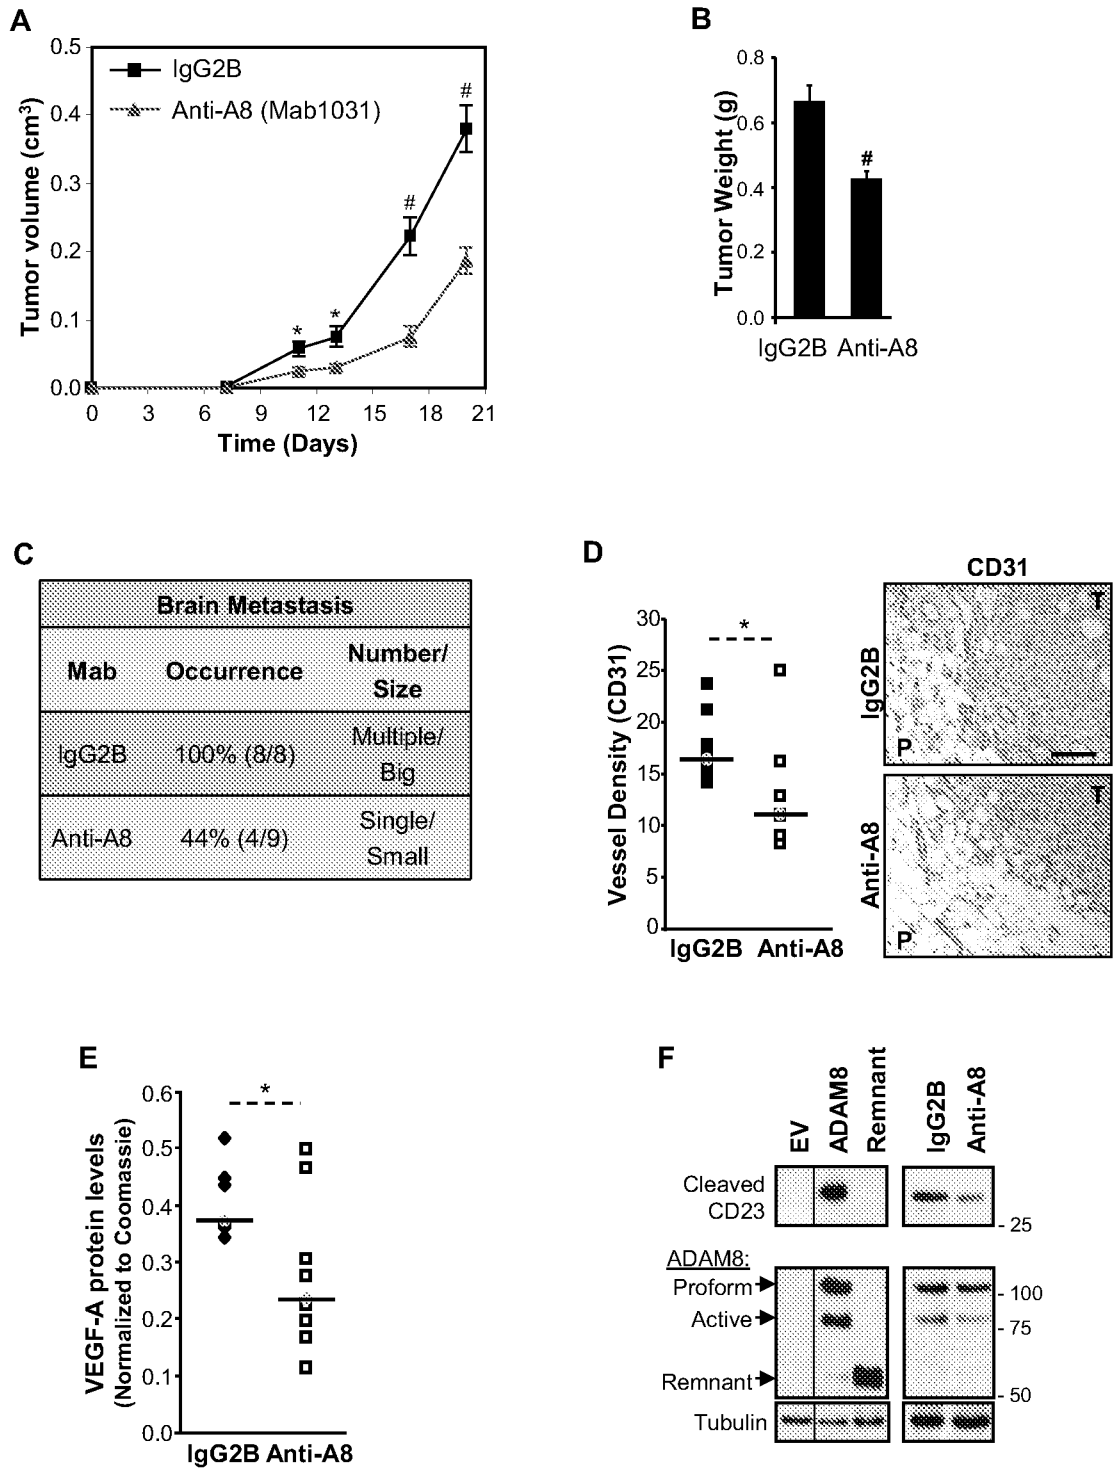 A
0.5
IgG2B
Anti-A8 (Mab1031)
0.4
0.3
0.2
0.1
0.0
Tumor volume (cm3)
#
#
*
*
0 3 6 9 12 15 18 21
Time (Days)
B
0.8
0.6
0.4
0.2
0.0
Tumor Weight (g)
#
IgG2B Anti-A8
C
Brain Metastasis
Mab Occurrence Number/
Size
IgG2B 100% (8/8) Multiple/
Big
Anti-A8 44% (4/9) Single/
Small
D
30
25
20
15
10
5
0
Vessel Density (CD31)
*
IgG2B Anti-A8
CD31
IgG2B
T
P
Anti-A8
T
P
E
0.6
0.5
0.4
0.3
0.2
0.1
0.0
VEGF-A protein levels
(Normalized to Coomassie)
*
IgG2B Anti-A8
F
EV ADAM8 Remnant IgG2B Anti-A8
Cleaved
CD23
- 25
ADAM8:
Proform
- 100
Active
- 75
Remnant
- 50
Tubulin